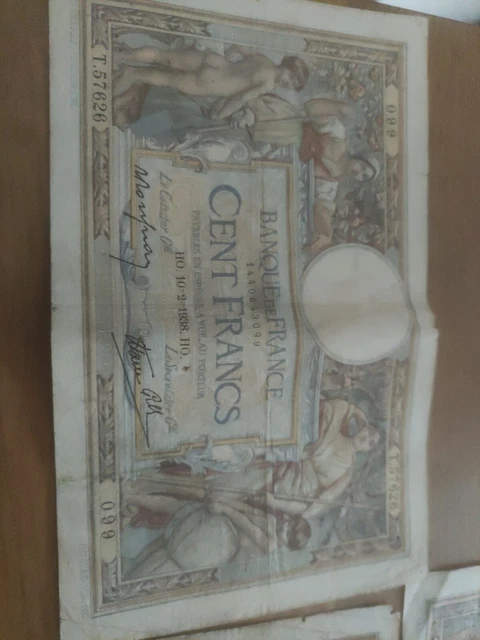 099
T.57626
BANQUE DE FRANCE
CENT FRANCS
PAYABLES EN ESPÈCES À VUE, AU PORTEUR
HO. 10=2=1938. HO.
Le Caissier Gal
Le Secrétaire Gal
T.57626
099